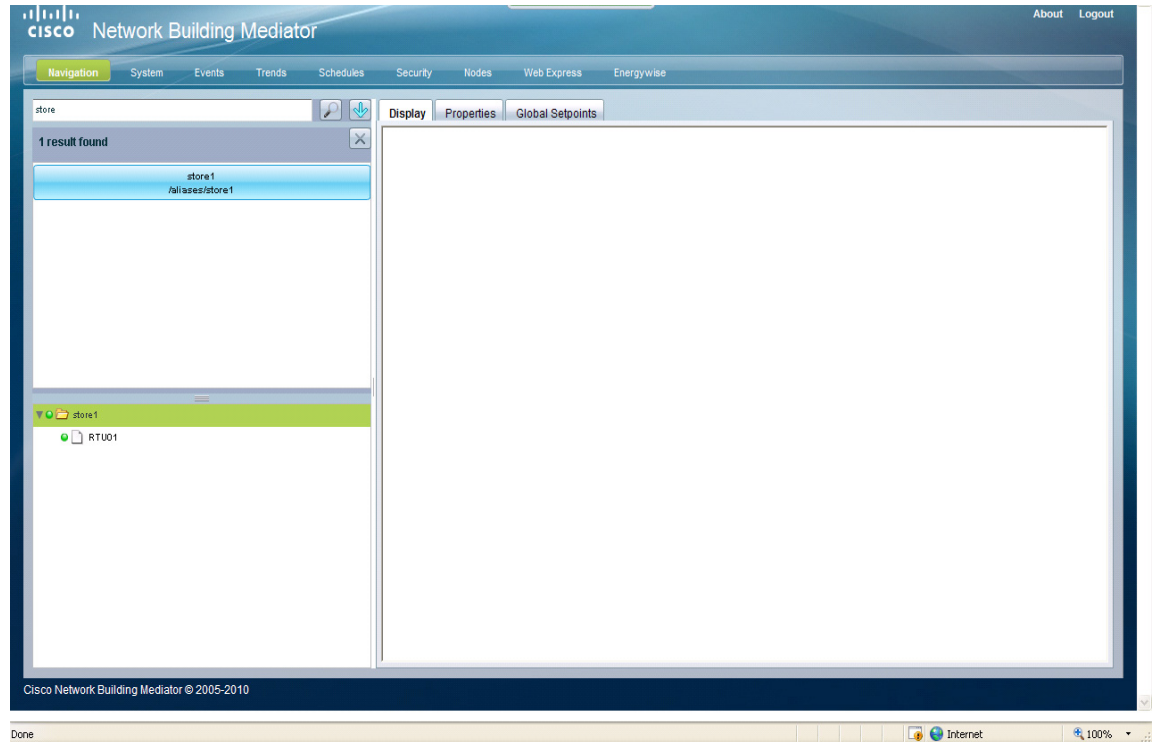 CISCO Network Building Mediator
About Logout
Navigation System Events Trends Schedules Security Nodes Web Express Energywise
store
Display Properties Global Setpoints
1 result found
store1
/aliases/store1
store1
RTU01
Cisco Network Building Mediator © 2005-2010
Done
Internet
100%